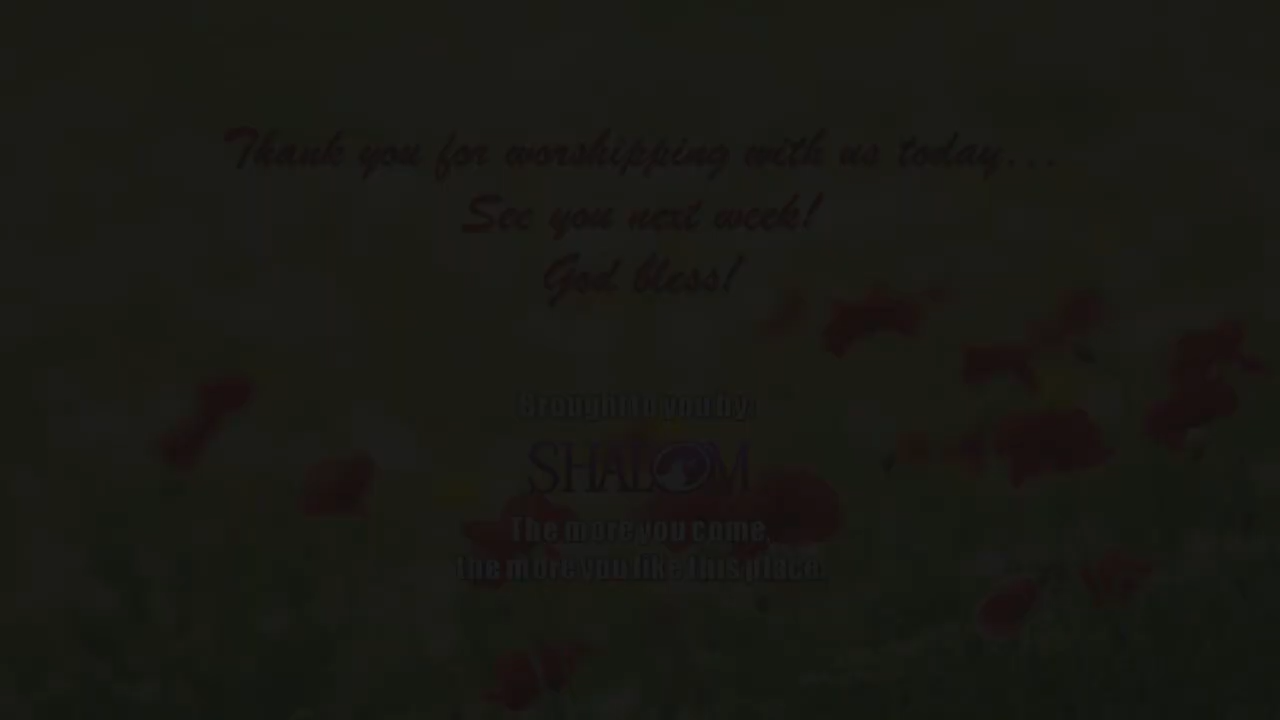 Thank you for worshipping with us today...
See you next week!
God bless!
Brought to you by:
SHALOM
The more you come,
the more you like this place.